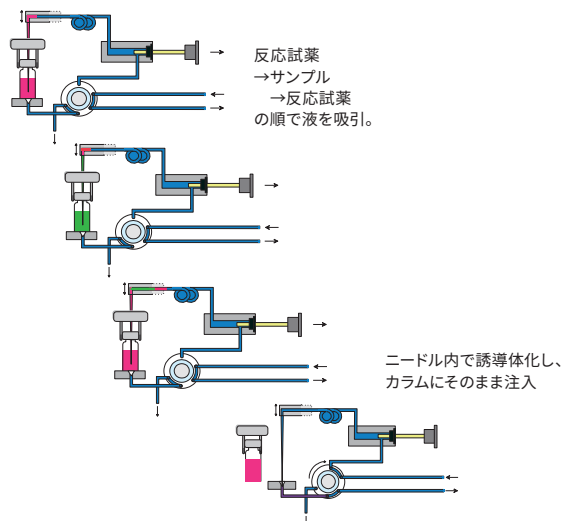 反応試薬
→サンプル
→反応試薬
の順で液を吸引。
ニードル内で誘導体化し、
カラムにそのまま注入